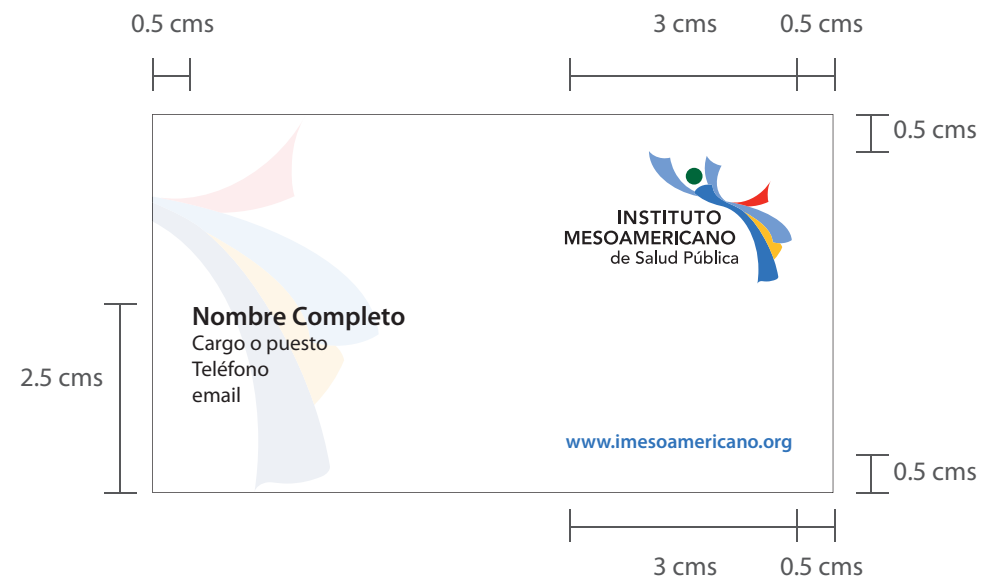 0.5 cms
3 cms
0.5 cms
0.5 cms
INSTITUTO
MESOAMERICANO
de Salud Pública
Nombre Completo
Cargo o puesto
Teléfono
email
2.5 cms
www.imesoamericano.org
0.5 cms
3 cms
0.5 cms